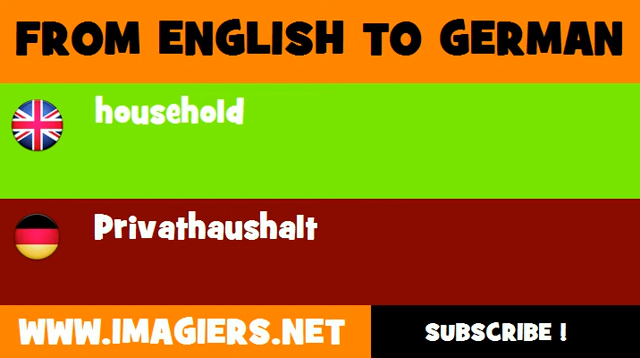 FROM ENGLISH TO GERMAN
household
Privathaushalt
WWW.IMAGIERS.NET
SUBSCRIBE !